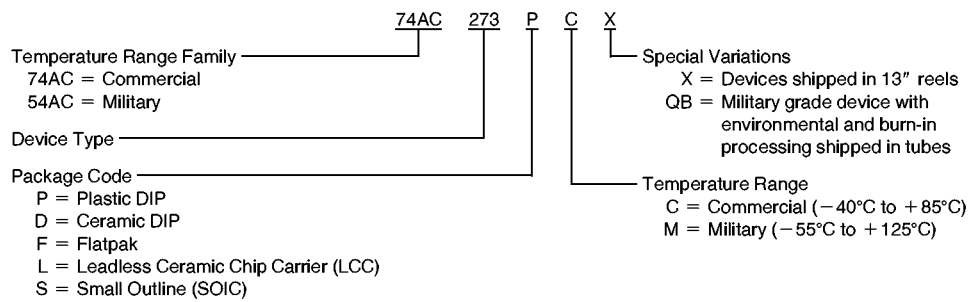 74AC 273 P C X
Temperature Range Family
74AC = Commercial
54AC = Military
Device Type
Package Code
P = Plastic DIP
D = Ceramic DIP
F = Flatpak
L = Leadless Ceramic Chip Carrier (LCC)
S = Small Outline (SOIC)
Special Variations
X = Devices shipped in 13″ reels
QB = Military grade device with
environmental and burn-in
processing shipped in tubes
Temperature Range
C = Commercial (−40°C to +85°C)
M = Military (−55°C to +125°C)